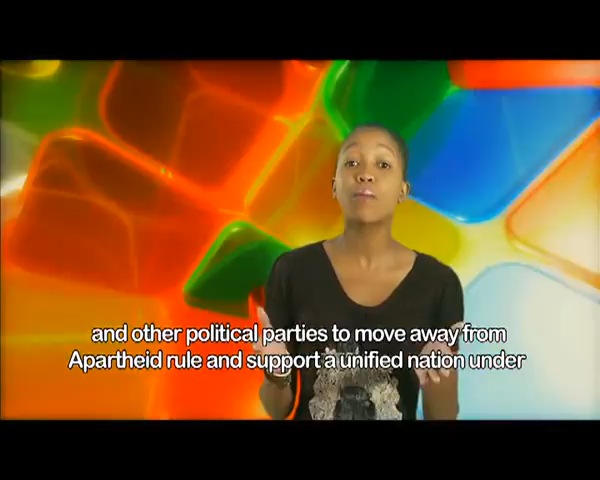 and other political parties to move away from
Apartheid rule and support a unified nation under